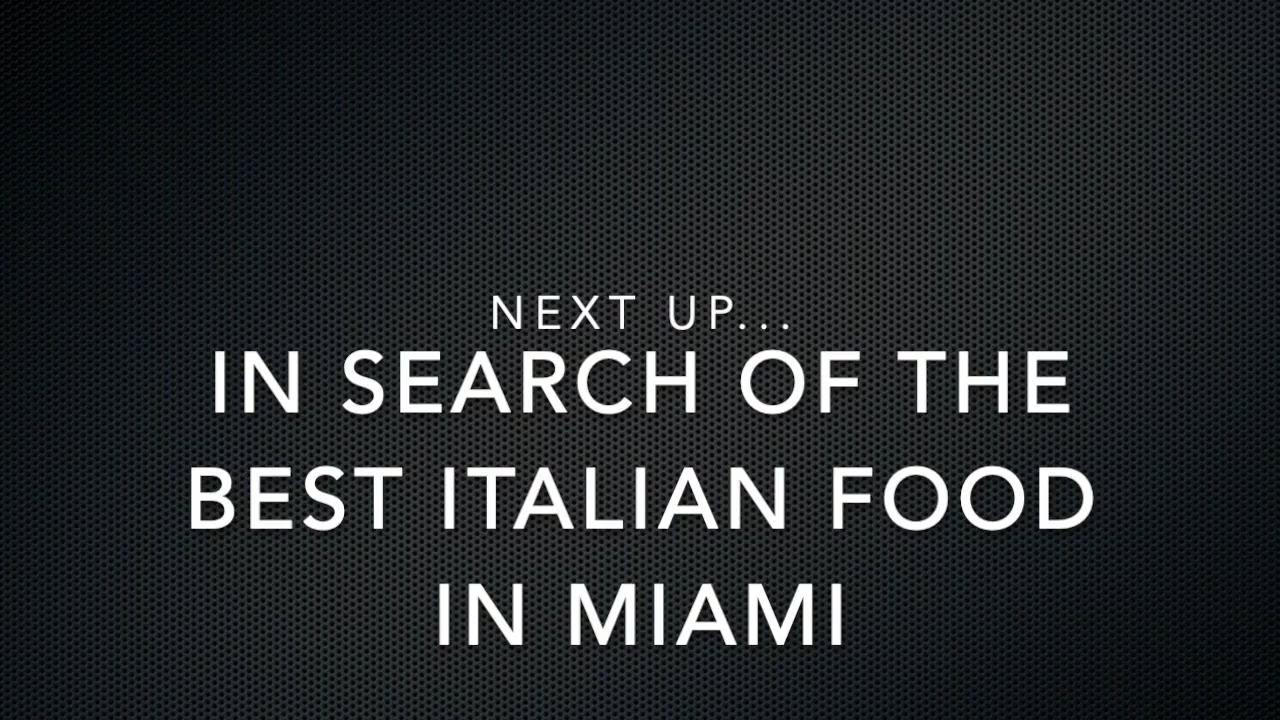 NEXT UP...
IN SEARCH OF THE
BEST ITALIAN FOOD
IN MIAMI